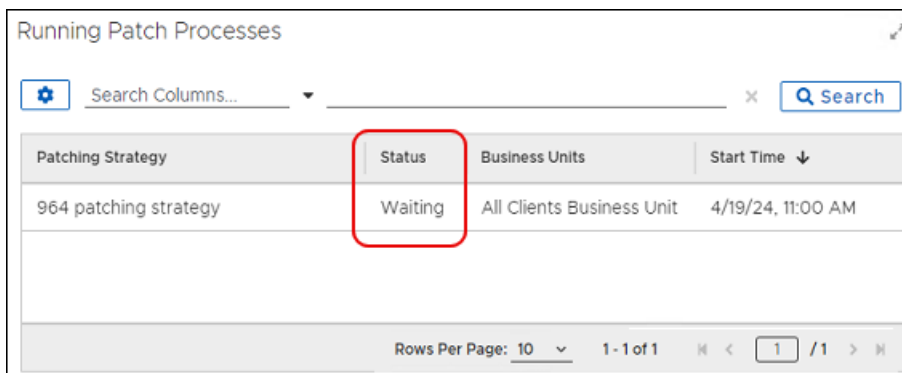 Running Patch Processes
Search Columns... Search
Patching Strategy Status Business Units Start Time
964 patching strategy Waiting All Clients Business Unit 4/19/24, 11:00 AM
Rows Per Page: 10 1 - 1 of 1 1 / 1